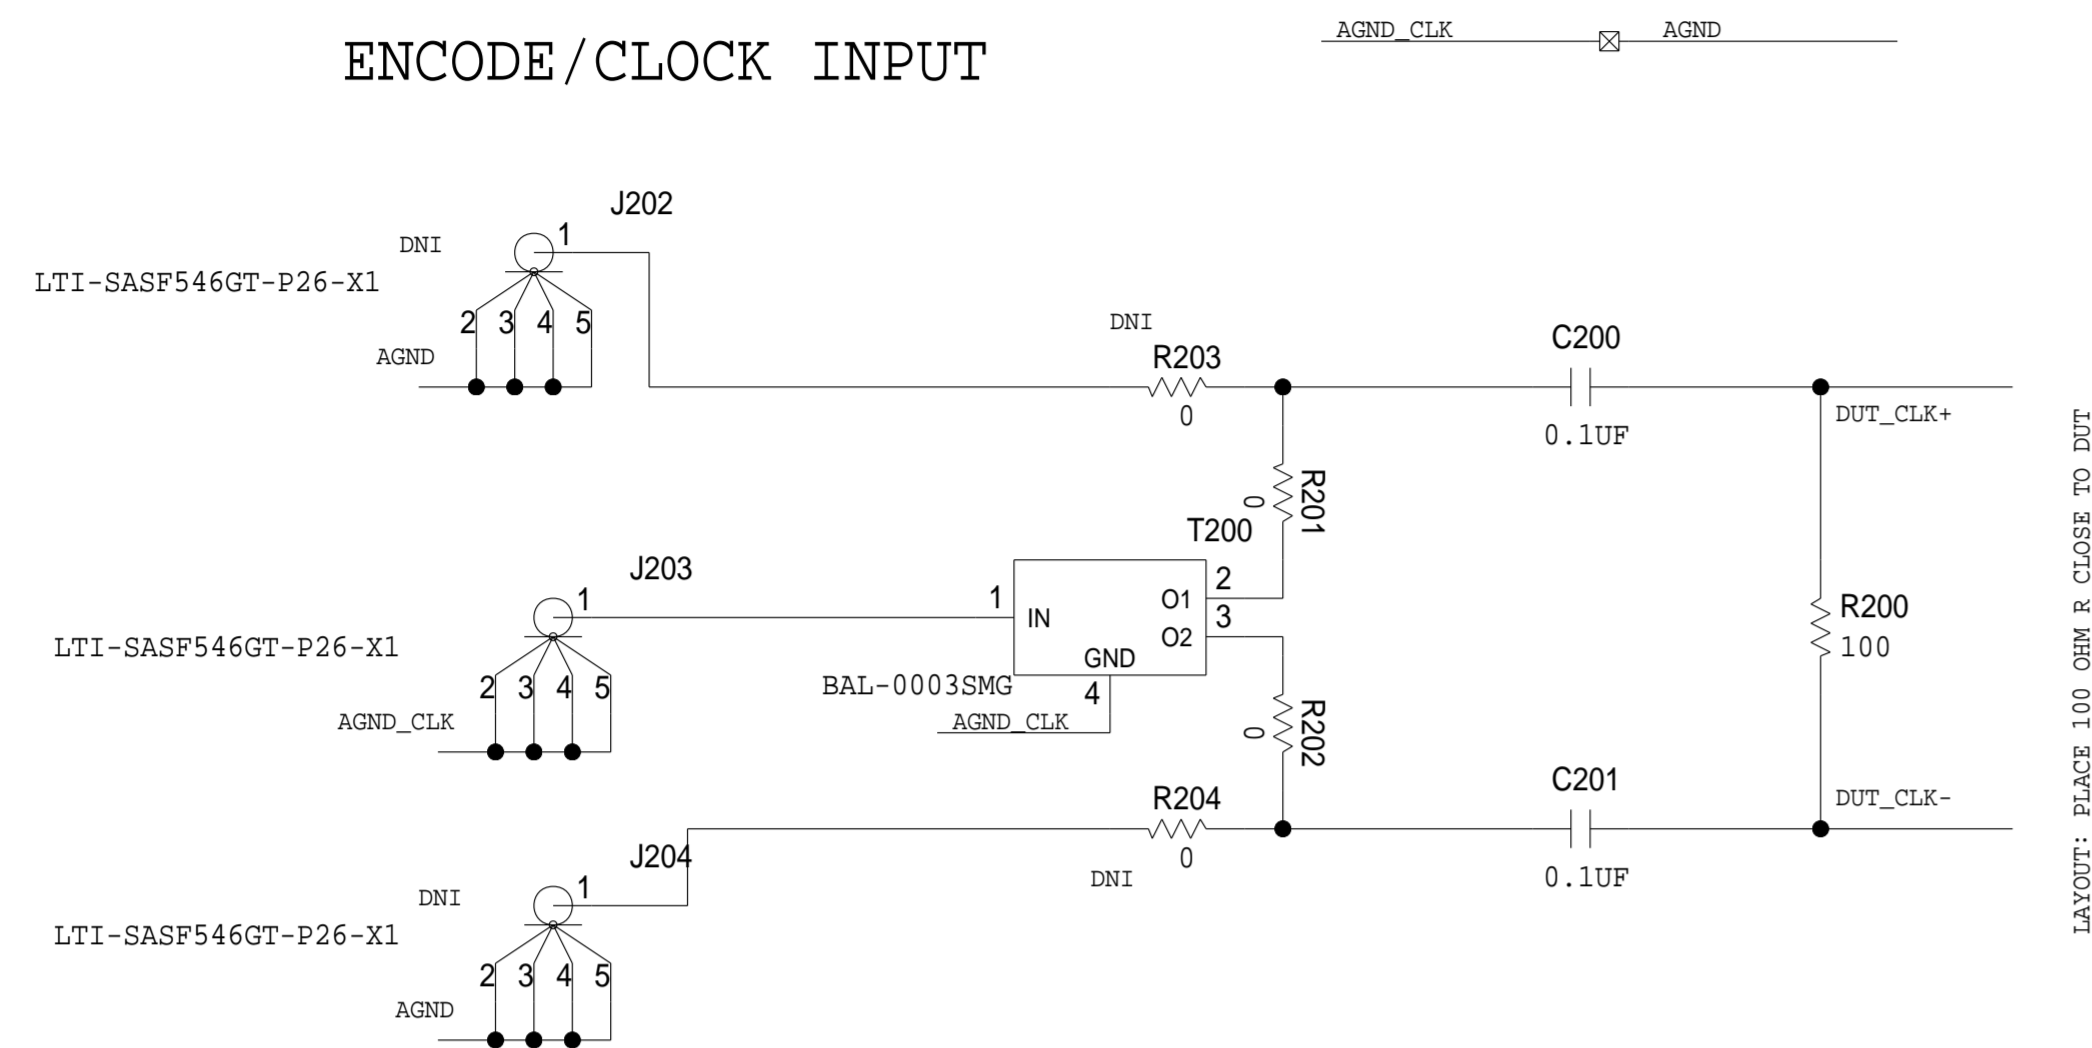 AGND_CLK AGND
ENCODE/CLOCK INPUT
J202
DNI 1
LTI-SASF546GT-P26-X1
2 3 4 5
AGND
DNI
R203
0
C200
0.1UF
DUT_CLK+
R201
0
T200
J203
1
LTI-SASF546GT-P26-X1
2 3 4 5
AGND_CLK
1 IN O1 2
O2 3
GND
4
BAL-0003SMG
AGND_CLK
R202
0
R200
100
R204
0
DNI
C201
0.1UF
DUT_CLK-
J204
DNI 1
LTI-SASF546GT-P26-X1
2 3 4 5
AGND
LAYOUT: PLACE 100 OHM R CLOSE TO DUT